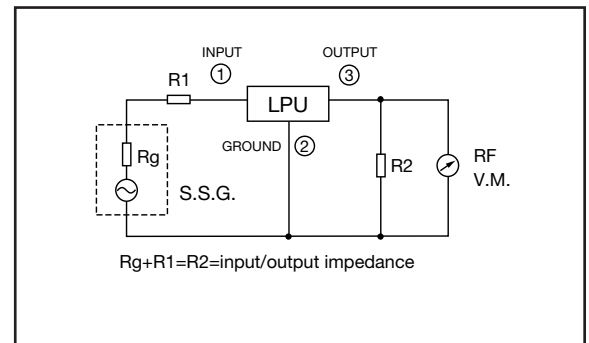 INPUT
OUTPUT
①
③
R1
LPU
GROUND ②
Rg
R2
RF
V.M.
S.S.G.
Rg+R1=R2=input/output impedance